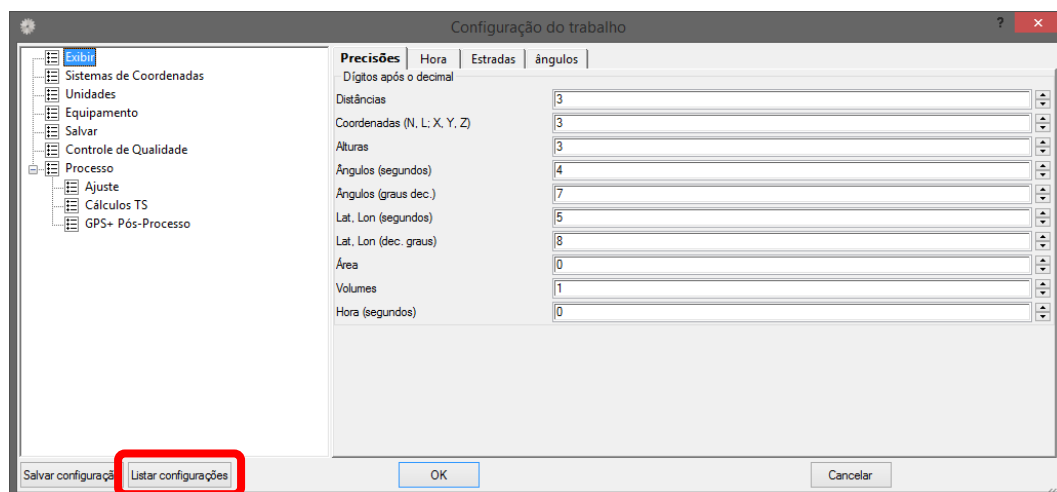 Configuração do trabalho
?
×
Exibir
Sistemas de Coordenadas
Unidades
Equipamento
Salvar
Controle de Qualidade
Processo
Ajuste
Cálculos TS
GPS+ Pós-Processo
Precisões Hora Estradas ângulos
Dígitos após o decimal
Distâncias 3
Coordenadas (N, L; X, Y, Z) 3
Alturas 3
Ângulos (segundos) 4
Ângulos (graus dec.) 7
Lat, Lon (segundos) 5
Lat, Lon (dec. graus) 8
Área 0
Volumes 1
Hora (segundos) 0
Salvar configuraçã Listar configurações OK Cancelar